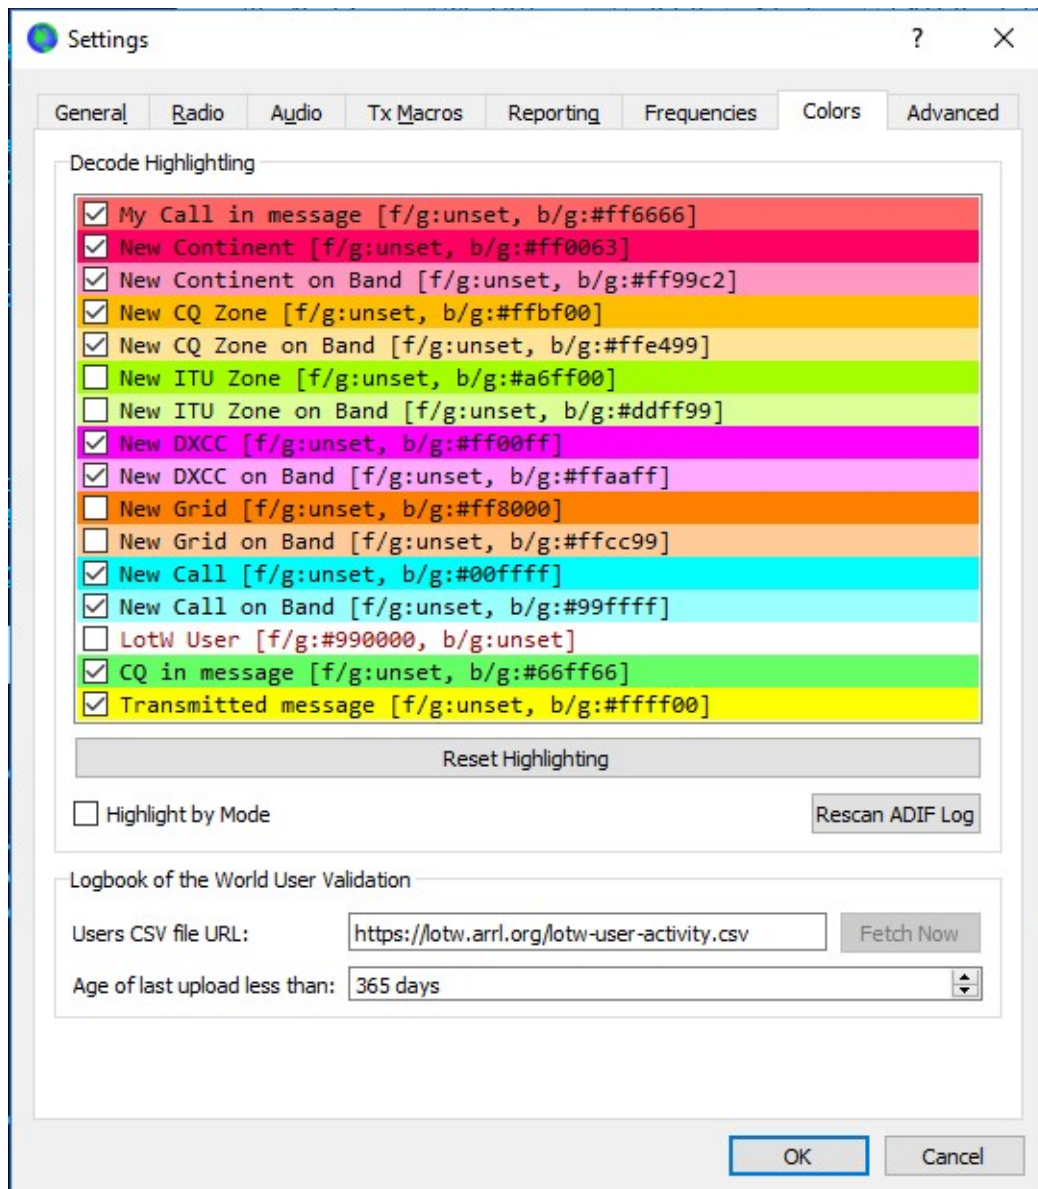 Settings
?
General Radio Audio Tx Macros Reporting Frequencies Colors Advanced
Decode Highlightling
My Call in message [f/g:unset, b/g:#ff6666]
New Continent [f/g:unset, b/g:#ff0063]
New Continent on Band [f/g:unset, b/g:#ff99c2]
New CQ Zone [f/g:unset, b/g:#ffbf00]
New CQ Zone on Band [f/g:unset, b/g:#ffe499]
New ITU Zone [f/g:unset, b/g:#a6ff00]
New ITU Zone on Band [f/g:unset, b/g:#ddff99]
New DXCC [f/g:unset, b/g:#ff00ff]
New DXCC on Band [f/g:unset, b/g:#ffaaff]
New Grid [f/g:unset, b/g:#ff8000]
New Grid on Band [f/g:unset, b/g:#ffcc99]
New Call [f/g:unset, b/g:#00ffff]
New Call on Band [f/g:unset, b/g:#99ffff]
LotW User [f/g:#990000, b/g:unset]
CQ in message [f/g:unset, b/g:#66ff66]
Transmitted message [f/g:unset, b/g:#ffff00]
Reset Highlighting
Highlight by Mode Rescan ADIF Log
Logbook of the World User Validation
Users CSV file URL: https://lotw.arrl.org/lotw-user-activity.csv Fetch Now
Age of last upload less than: 365 days
OK Cancel